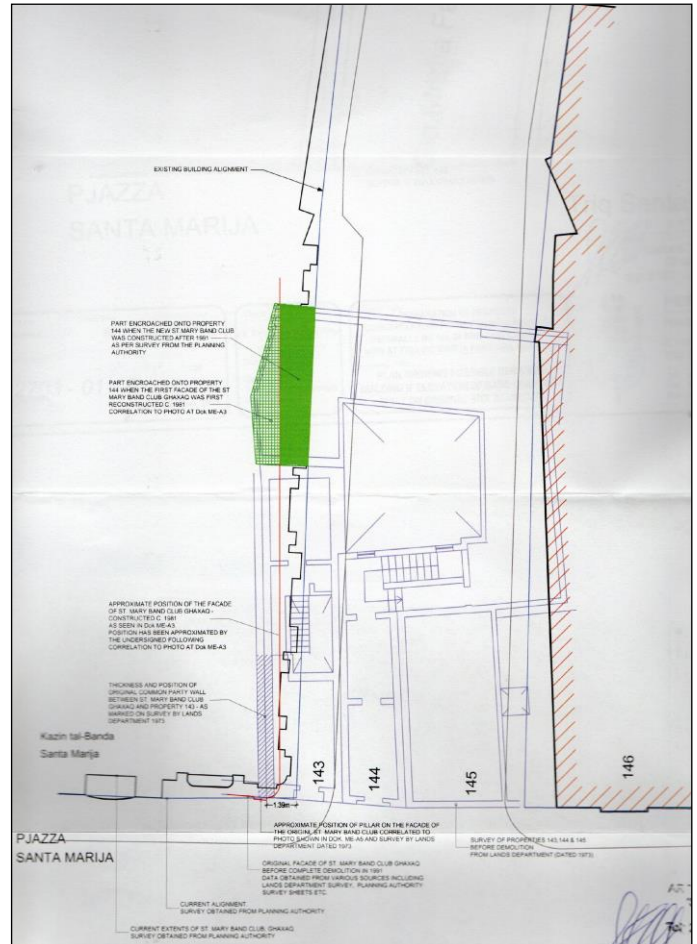 EXISTING BUILDING ALIGNMENT
PJAZZA
SANTA MARIJA
PART ENCROACHED ONTO PROPERTY
144 WHEN THE NEW ST.MARY BAND CLUB
WAS CONSTRUCTED AFTER 1991
AS PER SURVEY FROM THE PLANNING
AUTHORITY
PART ENCROACHED ONTO PROPERTY
144 WHEN THE FIRST FACADE OF THE ST
MARY BAND CLUB GHAXAQ WAS FIRST
RECONSTRUCTED C. 1981
CORRELATION TO PHOTO AT Dok ME-A3
APPROXIMATE POSITION OF THE FACADE
OF ST. MARY BAND CLUB GHAXAQ -
CONSTRUCTED C. 1981
AS SEEN IN Dok ME-A3
POSITION HAS BEEN APPROXIMATED BY
THE UNDERSIGNED FOLLOWING
CORRELATION TO PHOTO AT Dok ME-A3
THICKNESS AND POSITION OF
ORIGINAL COMMON PARTY WALL
BETWEEN ST. MARY BAND CLUB
GHAXAQ AND PROPERTY 143 - AS
MARKED ON SURVEY BY LANDS
DEPARTMENT 1973
Kazin tal-Banda
Santa Marija
143
144
145
146
1.39m
PJAZZA
SANTA MARIJA
APPROXIMATE POSITION OF PILLAR ON THE FACADE OF
THE ORIGINL ST. MARY BAND CLUB CORRELATED TO
PHOTO SHOWN IN DOK. ME-A5 AND SURVEY BY LANDS
DEPARTMENT DATED 1973
SURVEY OF PROPERTIES 143,144 & 145
BEFORE DEMOLITION
FROM LANDS DEPARTMENT (DATED 1973)
ORIGINAL FACADE OF ST. MARY BAND CLUB GHAXAQ
BEFORE COMPLETE DEMOLITION IN 1991
DATA OBTAINED FROM VARIOUS SOURCES INCLUDING
LANDS DEPARTMENT SURVEY, PLANNING AUTHORITY
SURVEY SHEETS ETC.
CURRENT ALIGNMENT
SURVEY OBTAINED FROM PLANNING AUTHORITY
CURRENT EXTENTS OF ST. MARY BAND CLUB, GHAXAQ,
SURVEY OBTAINED FROM PLANNING AUTHORITY